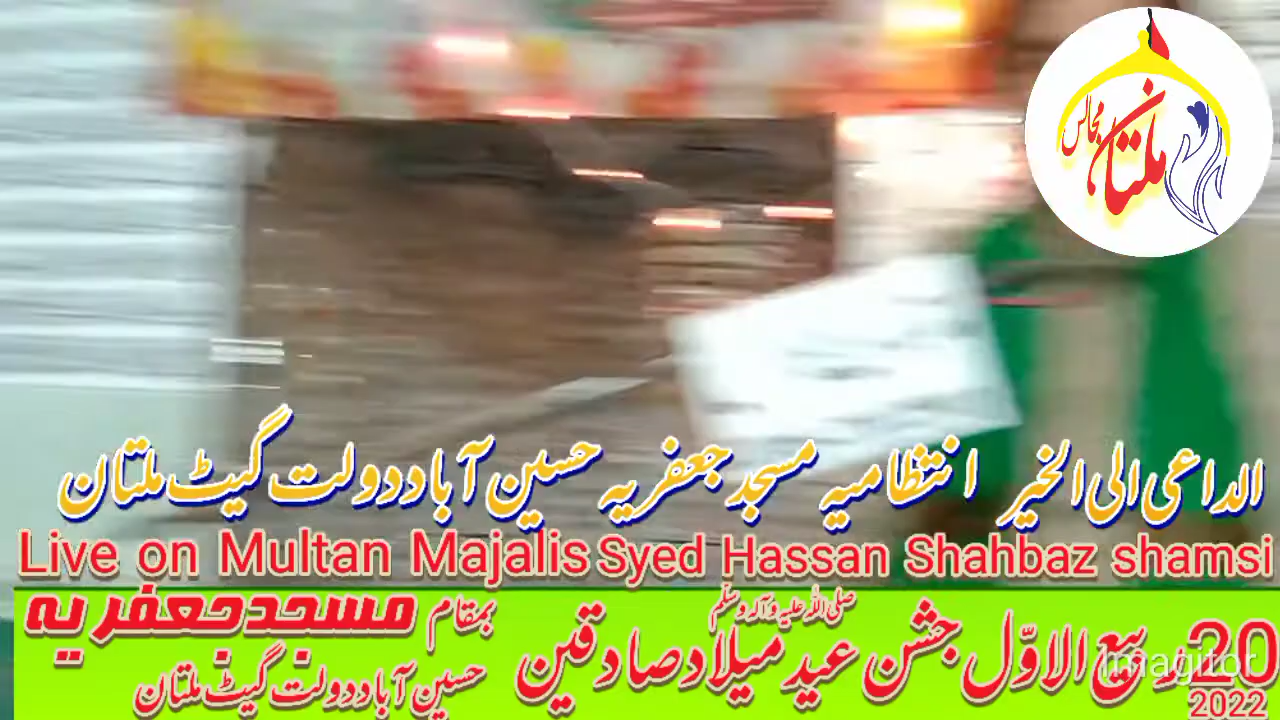 مجالس ملتان
الداعی الی الخیر انتظامیہ مسجد جعفریہ حسین آباد دولت گیٹ ملتان
Live on Multan Majalis Syed Hassan Shahbaz shamsi
20 ربیع الاوّل جشن عید میلاد صادقین صلی اللہ علیہ وآلہ وسلم
2022
بمقام مسجد جعفریہ
حسین آباد دولت گیٹ ملتان
Imagitor